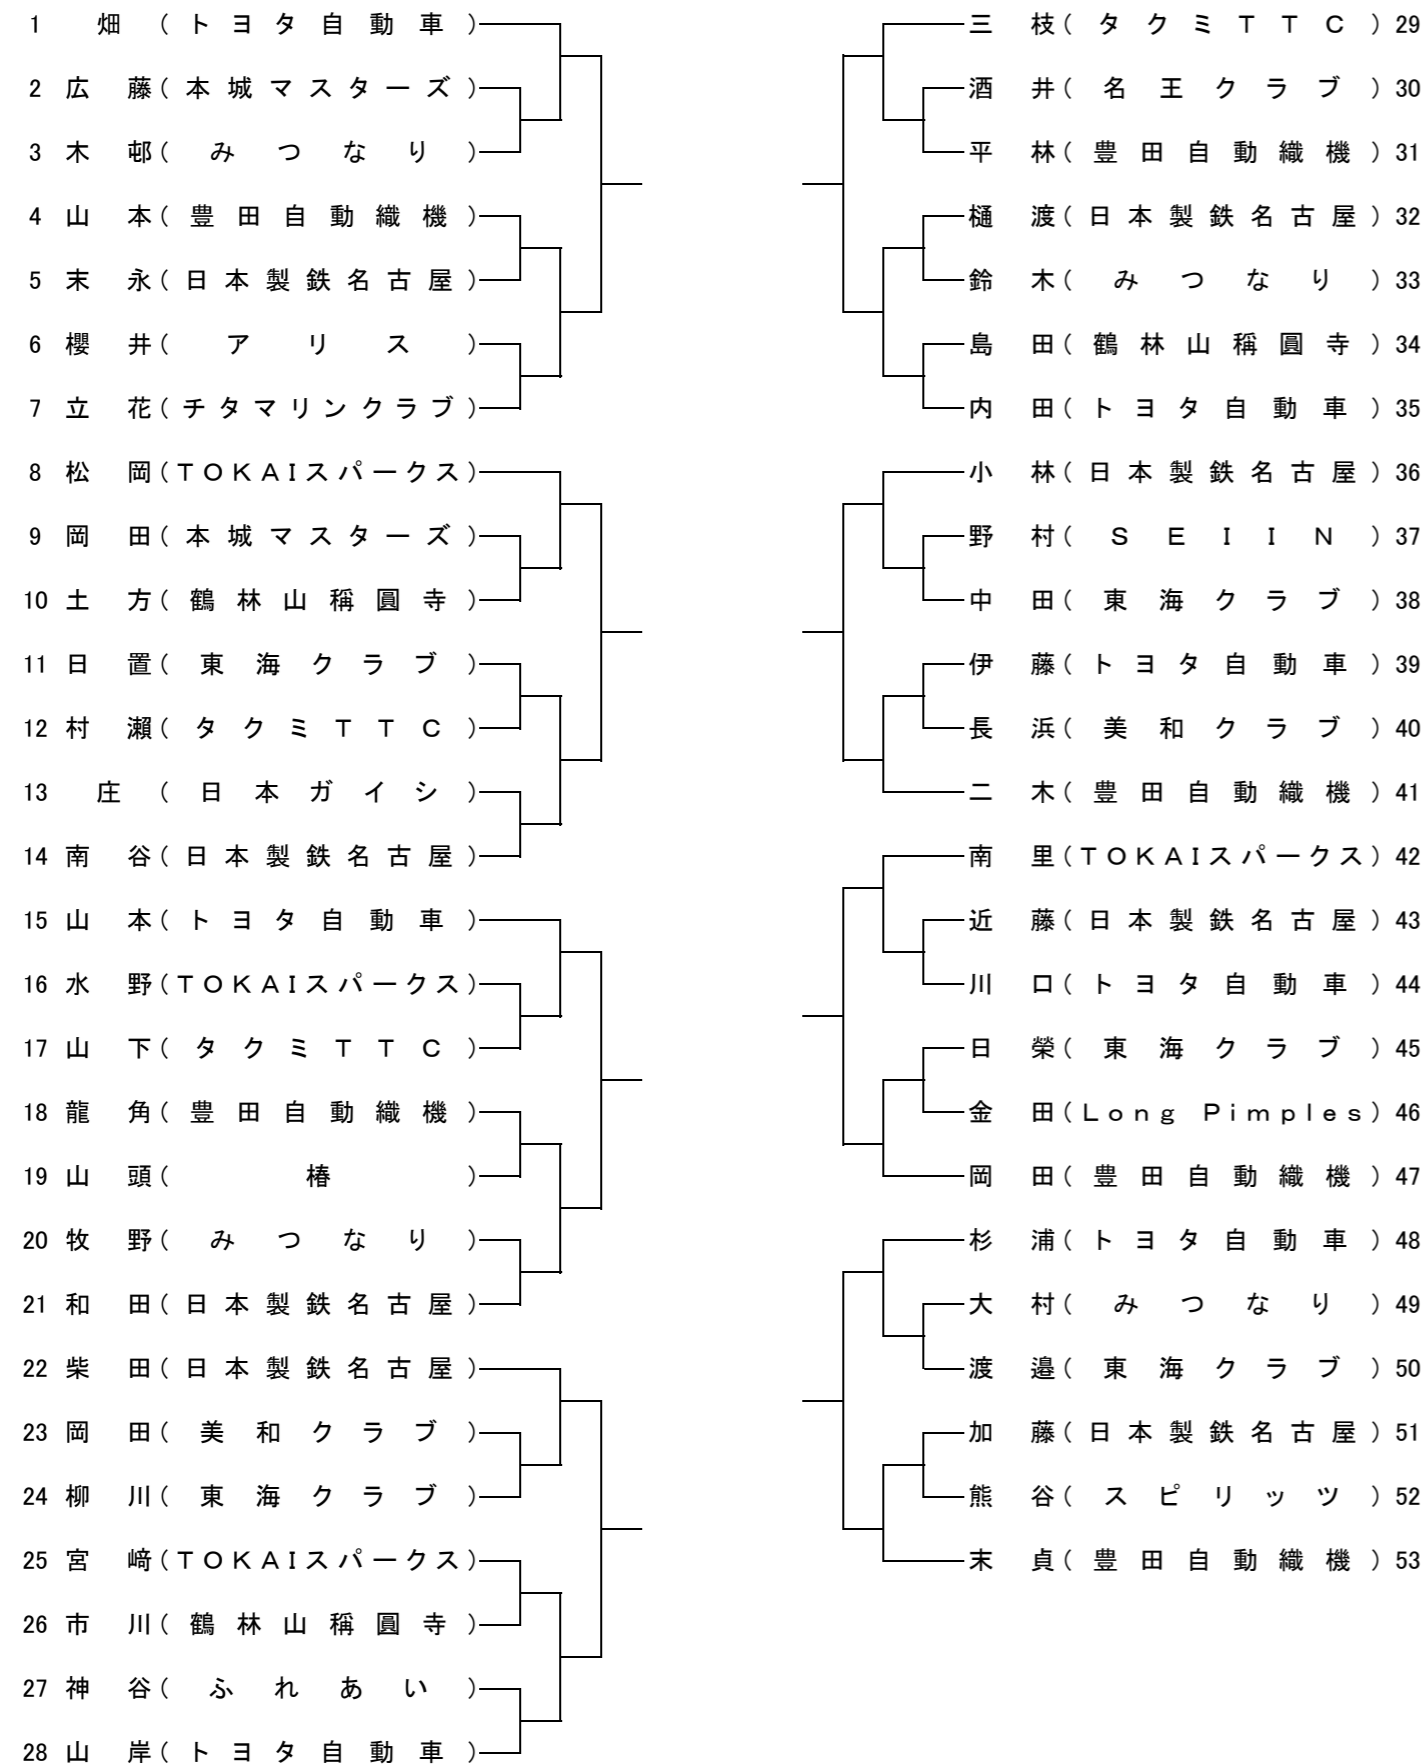 1 畑 (トヨタ自動車)
2 広藤(本城マスターズ)
3 木邨(みつなり)
4 山本(豊田自動織機)
5 末永(日本製鉄名古屋)
6 櫻井(アリス)
7 立花(チタマリンクラブ)
8 松岡(TOKAIスパークス)
9 岡田(本城マスターズ)
10 土方(鶴林山稱圓寺)
11 日置(東海クラブ)
12 村瀨(タクミTTC)
13 庄 (日本ガイシ)
14 南谷(日本製鉄名古屋)
15 山本(トヨタ自動車)
16 水野(TOKAIスパークス)
17 山下(タクミTTC)
18 龍角(豊田自動織機)
19 山頭(椿)
20 牧野(みつなり)
21 和田(日本製鉄名古屋)
22 柴田(日本製鉄名古屋)
23 岡田(美和クラブ)
24 柳川(東海クラブ)
25 宮﨑(TOKAIスパークス)
26 市川(鶴林山稱圓寺)
27 神谷(ふれあい)
28 山岸(トヨタ自動車)
三枝(タクミTTC) 29
酒井(名王クラブ) 30
平林(豊田自動織機) 31
樋渡(日本製鉄名古屋) 32
鈴木(みつなり) 33
島田(鶴林山稱圓寺) 34
内田(トヨタ自動車) 35
小林(日本製鉄名古屋) 36
野村(SEIIN) 37
中田(東海クラブ) 38
伊藤(トヨタ自動車) 39
長浜(美和クラブ) 40
二木(豊田自動織機) 41
南里(TOKAIスパークス) 42
近藤(日本製鉄名古屋) 43
川口(トヨタ自動車) 44
日榮(東海クラブ) 45
金田(Long Pimples) 46
岡田(豊田自動織機) 47
杉浦(トヨタ自動車) 48
大村(みつなり) 49
渡邉(東海クラブ) 50
加藤(日本製鉄名古屋) 51
熊谷(スピリッツ) 52
末貞(豊田自動織機) 53